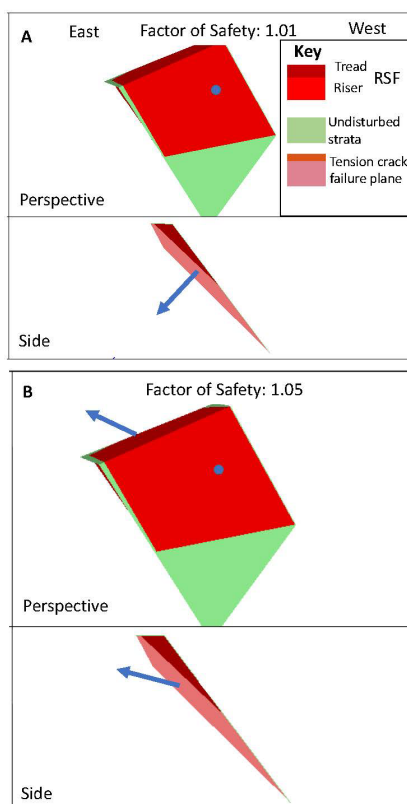 A
East
Factor of Safety: 1.01
West
Key
Tread
Riser
RSF
Undisturbed
strata
Tension crack
failure plane
Perspective
Side
B
Factor of Safety: 1.05
Perspective
Side